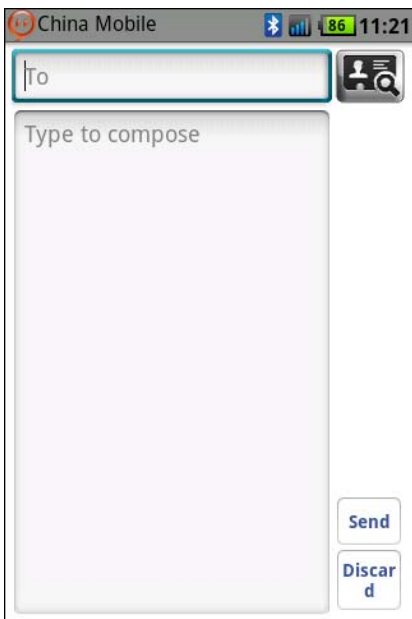 China Mobile 86 11:21
To
Type to compose
Send
Discar
d